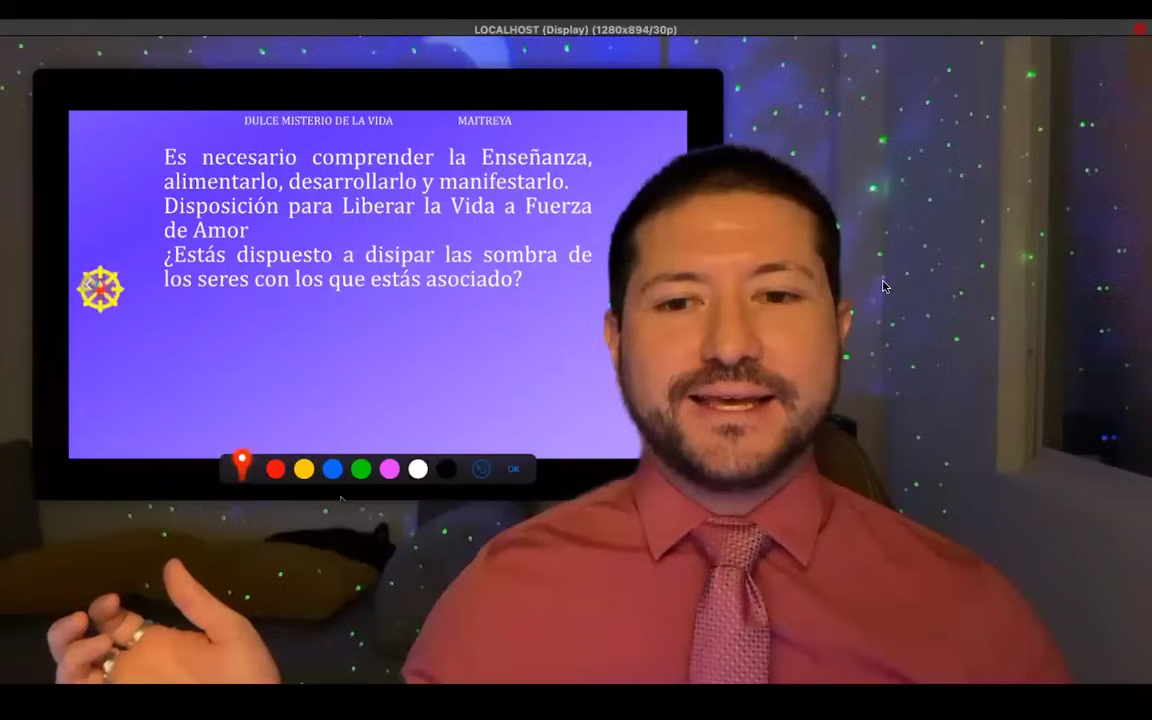 LOCALHOST (Display) (1280x894/30p)
DULCE MISTERIO DE LA VIDA MAITREYA
Es necesario comprender la Enseñanza,
alimentarlo, desarrollarlo y manifestarlo.
Disposición para Liberar la Vida a Fuerza
de Amor
¿Estás dispuesto a disipar las sombra de
los seres con los que estás asociado?
OK